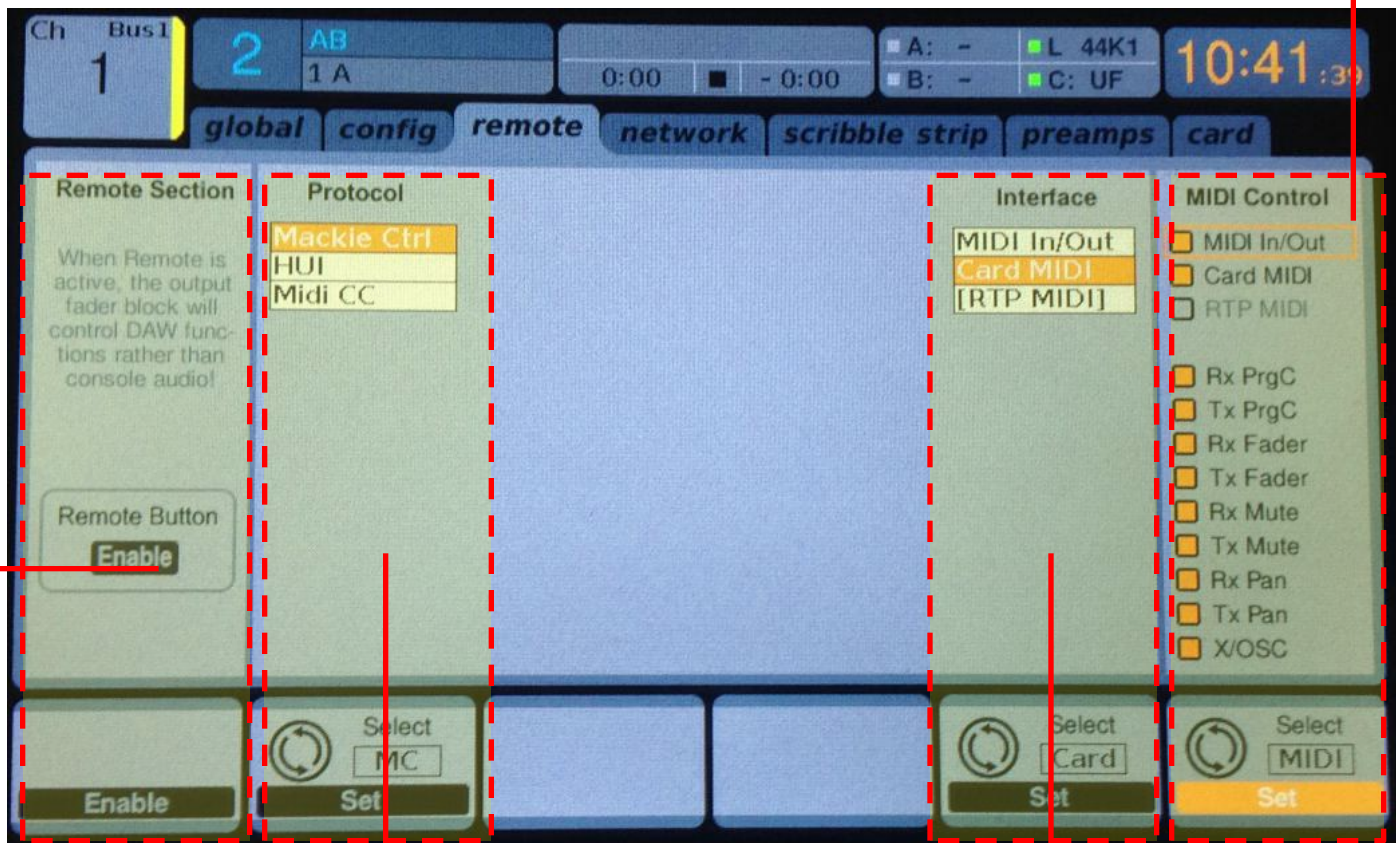 Ch Bus1
1
2
AB
1 A
0:00 - 0:00
A: -
B: -
L 44K1
C: UF
10:41:39
global config remote network scribble strip preamps card
Remote Section
When Remote is
active, the output
fader block will
control DAW func-
tions rather than
console audio!
Remote Button
Enable
Enable
Protocol
Mackie Ctrl
HUI
Midi CC
Select
MC
Set
Interface
MIDI In/Out
Card MIDI
[RTP MIDI]
Select
Card
Set
MIDI Control
MIDI In/Out
Card MIDI
RTP MIDI
Rx PrgC
Tx PrgC
Rx Fader
Tx Fader
Rx Mute
Tx Mute
Rx Pan
Tx Pan
X/OSC
Select
MIDI
Set